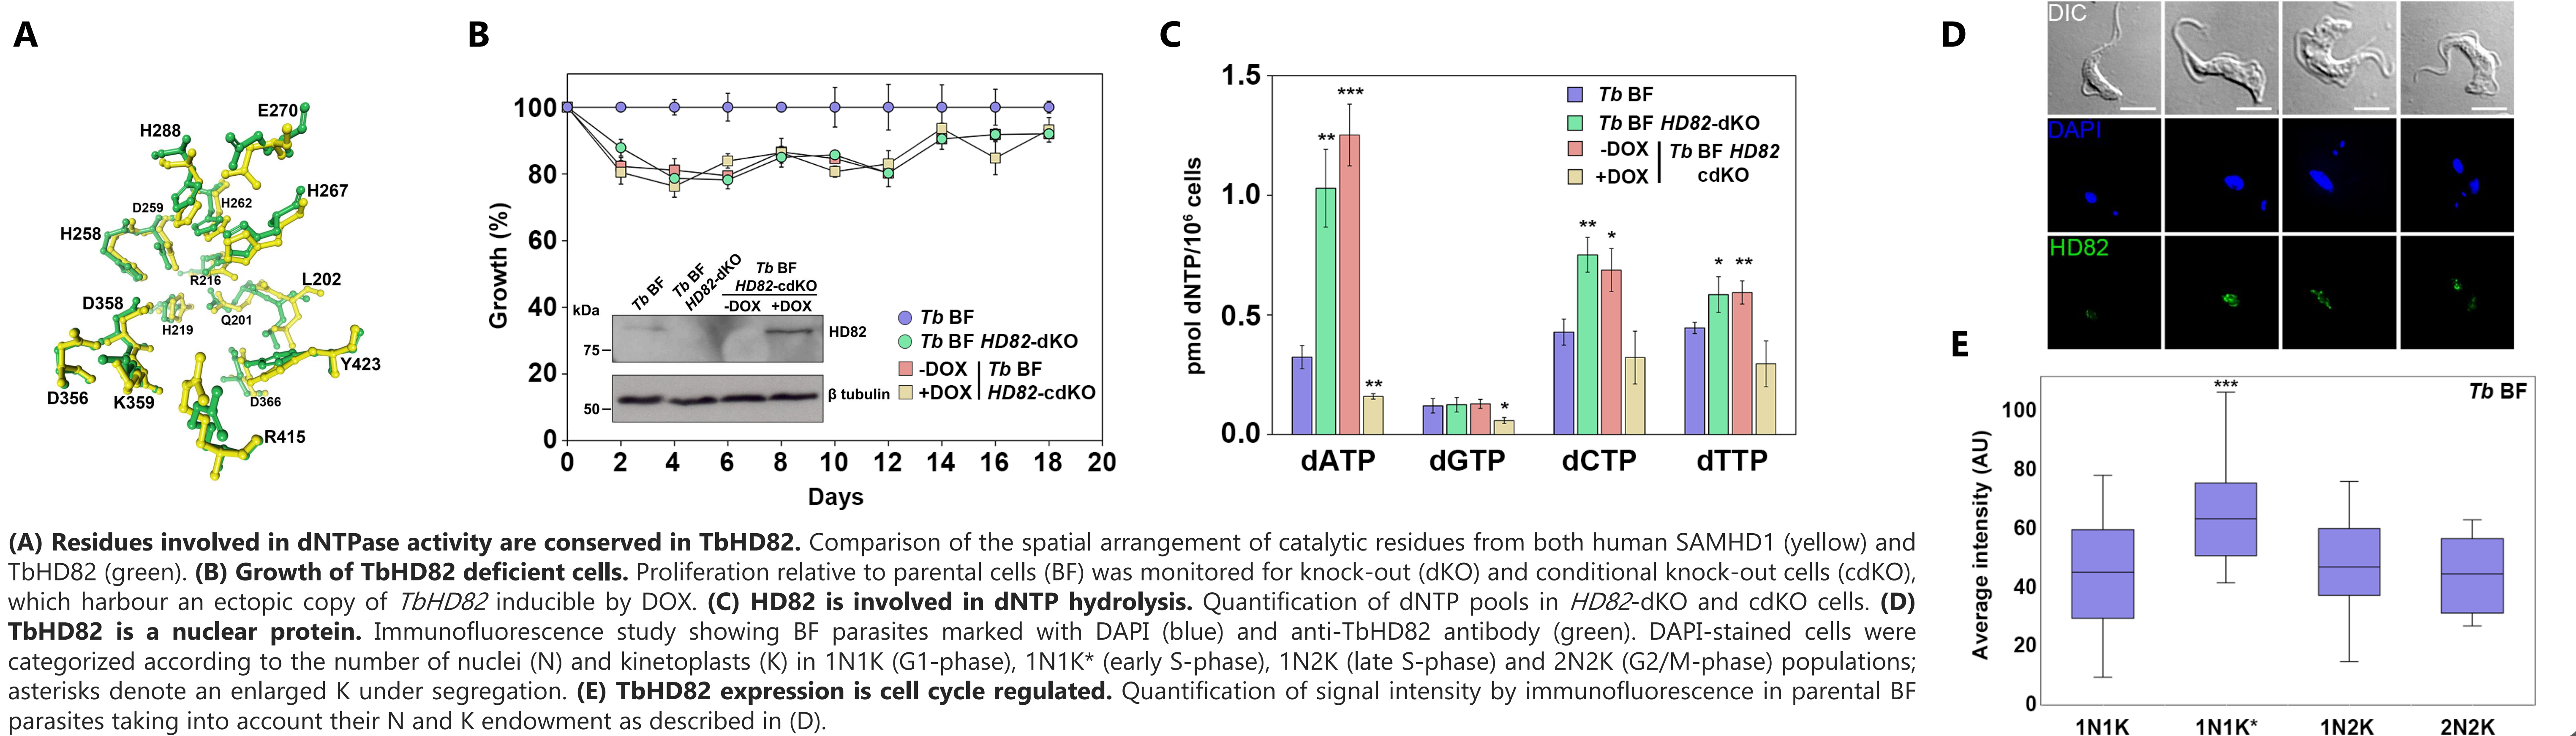 A
E270
H288
H267
D259
H262
H258
R216
L202
D358
H219
Q201
Y423
D356
K359
D366
R415
B
Growth (%)
100
80
60
40
20
0
0 2 4 6 8 10 12 14 16 18 20
Days
Tb BF
Tb BF HD82-dKO
Tb BF
HD82-cdKO
-DOX +DOX
kDa
HD82
75
β tubulin
50
Tb BF
Tb BF HD82-dKO
-DOX Tb BF
+DOX HD82-cdKO
C
pmol dNTP/10⁶ cells
1.5
1.0
0.5
0.0
** *** **
*
** *
* **
dATP dGTP dCTP dTTP
Tb BF
Tb BF HD82-dKO
-DOX Tb BF HD82
+DOX cdKO
D
DIC
DAPI
HD82
E
Average intensity (AU)
100
80
60
40
20
0
***
Tb BF
1N1K 1N1K* 1N2K 2N2K
(A) Residues involved in dNTPase activity are conserved in TbHD82. Comparison of the spatial arrangement of catalytic residues from both human SAMHD1 (yellow) and
TbHD82 (green). (B) Growth of TbHD82 deficient cells. Proliferation relative to parental cells (BF) was monitored for knock-out (dKO) and conditional knock-out cells (cdKO),
which harbour an ectopic copy of TbHD82 inducible by DOX. (C) HD82 is involved in dNTP hydrolysis. Quantification of dNTP pools in HD82-dKO and cdKO cells. (D)
TbHD82 is a nuclear protein. Immunofluorescence study showing BF parasites marked with DAPI (blue) and anti-TbHD82 antibody (green). DAPI-stained cells were
categorized according to the number of nuclei (N) and kinetoplasts (K) in 1N1K (G1-phase), 1N1K* (early S-phase), 1N2K (late S-phase) and 2N2K (G2/M-phase) populations;
asterisks denote an enlarged K under segregation. (E) TbHD82 expression is cell cycle regulated. Quantification of signal intensity by immunofluorescence in parental BF
parasites taking into account their N and K endowment as described in (D).